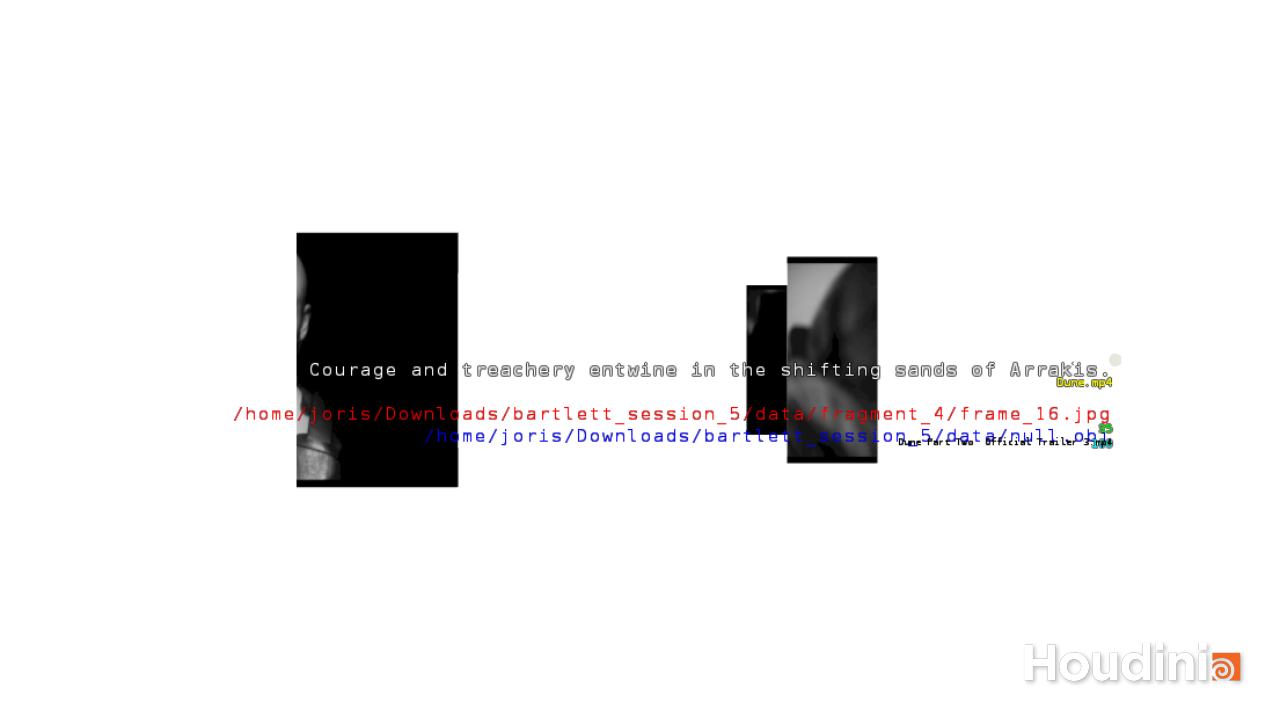 Courage and treachery entwine in the shifting sands of Arrakis.
Dune.mp4
/home/joris/Downloads/bartlett_session_5/data/fragment_4/frame_16.jpg
/home/joris/Downloads/bartlett_session_5/data/null.obj
Dune Part Two Official Trailer 3.mp4
Houdini